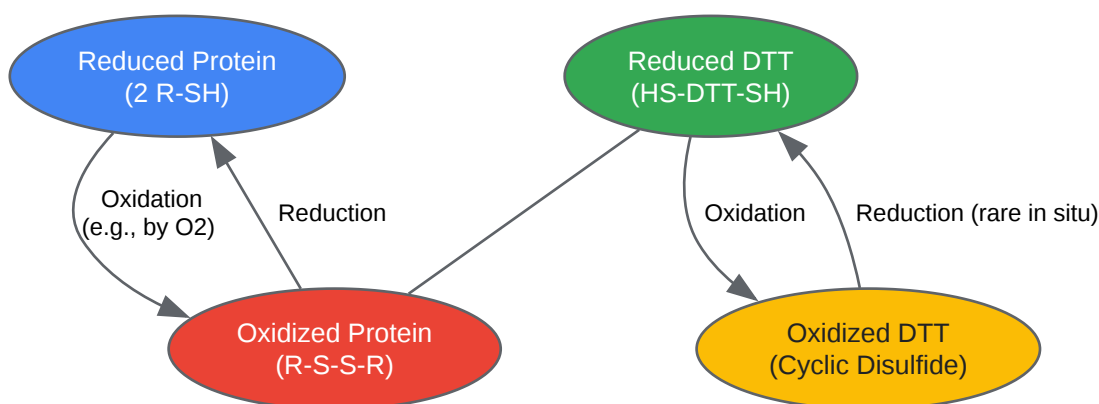 Reduced Protein
(2 R-SH)
Reduced DTT
(HS-DTT-SH)
Oxidation
(e.g., by O2)
Reduction
Oxidation
Reduction (rare in situ)
Oxidized Protein
(R-S-S-R)
Oxidized DTT
(Cyclic Disulfide)